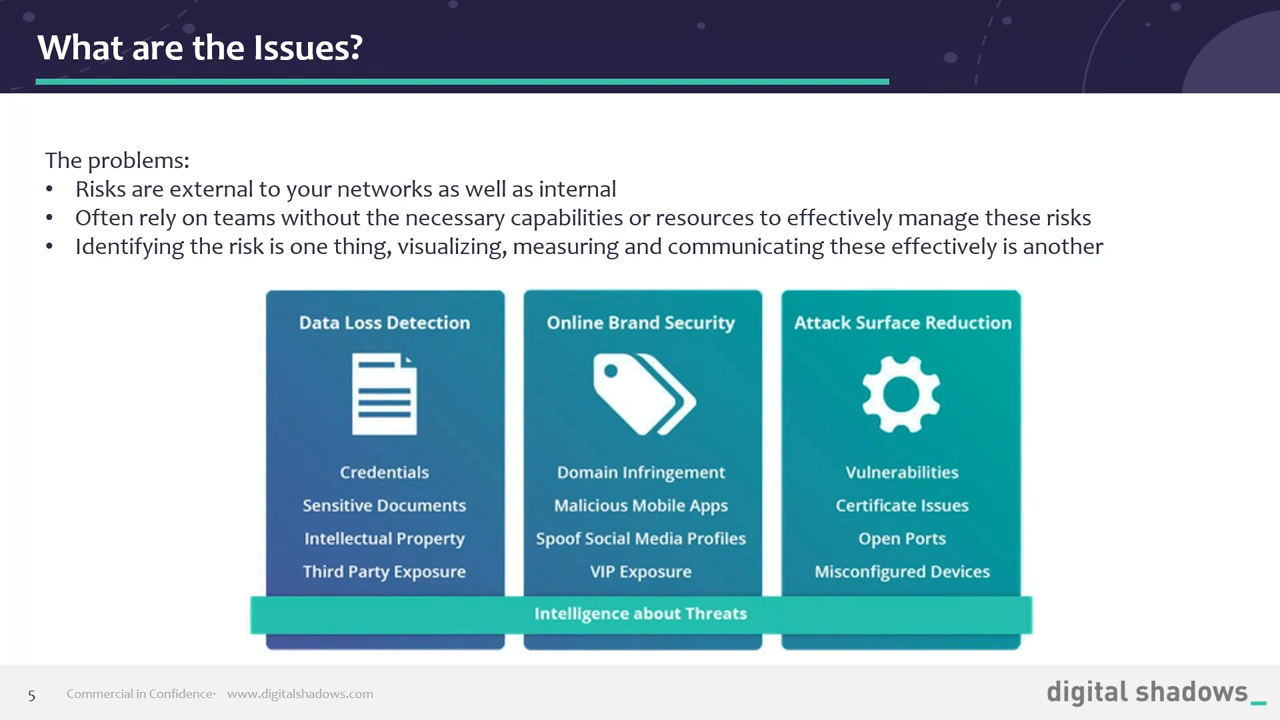 What are the Issues?
The problems:
• Risks are external to your networks as well as internal
• Often rely on teams without the necessary capabilities or resources to effectively manage these risks
• Identifying the risk is one thing, visualizing, measuring and communicating these effectively is another
Data Loss Detection
Credentials
Sensitive Documents
Intellectual Property
Third Party Exposure
Online Brand Security
Domain Infringement
Malicious Mobile Apps
Spoof Social Media Profiles
VIP Exposure
Attack Surface Reduction
Vulnerabilities
Certificate Issues
Open Ports
Misconfigured Devices
Intelligence about Threats
5 Commercial in Confidence· www.digitalshadows.com
digital shadows_